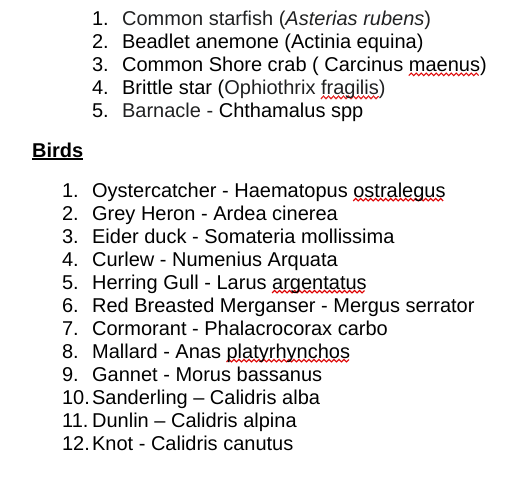 1. Common starfish (Asterias rubens)
2. Beadlet anemone (Actinia equina)
3. Common Shore crab ( Carcinus maenus)
4. Brittle star (Ophiothrix fragilis)
5. Barnacle - Chthamalus spp
Birds
1. Oystercatcher - Haematopus ostralegus
2. Grey Heron - Ardea cinerea
3. Eider duck - Somateria mollissima
4. Curlew - Numenius Arquata
5. Herring Gull - Larus argentatus
6. Red Breasted Merganser - Mergus serrator
7. Cormorant - Phalacrocorax carbo
8. Mallard - Anas platyrhynchos
9. Gannet - Morus bassanus
10. Sanderling – Calidris alba
11. Dunlin – Calidris alpina
12. Knot - Calidris canutus